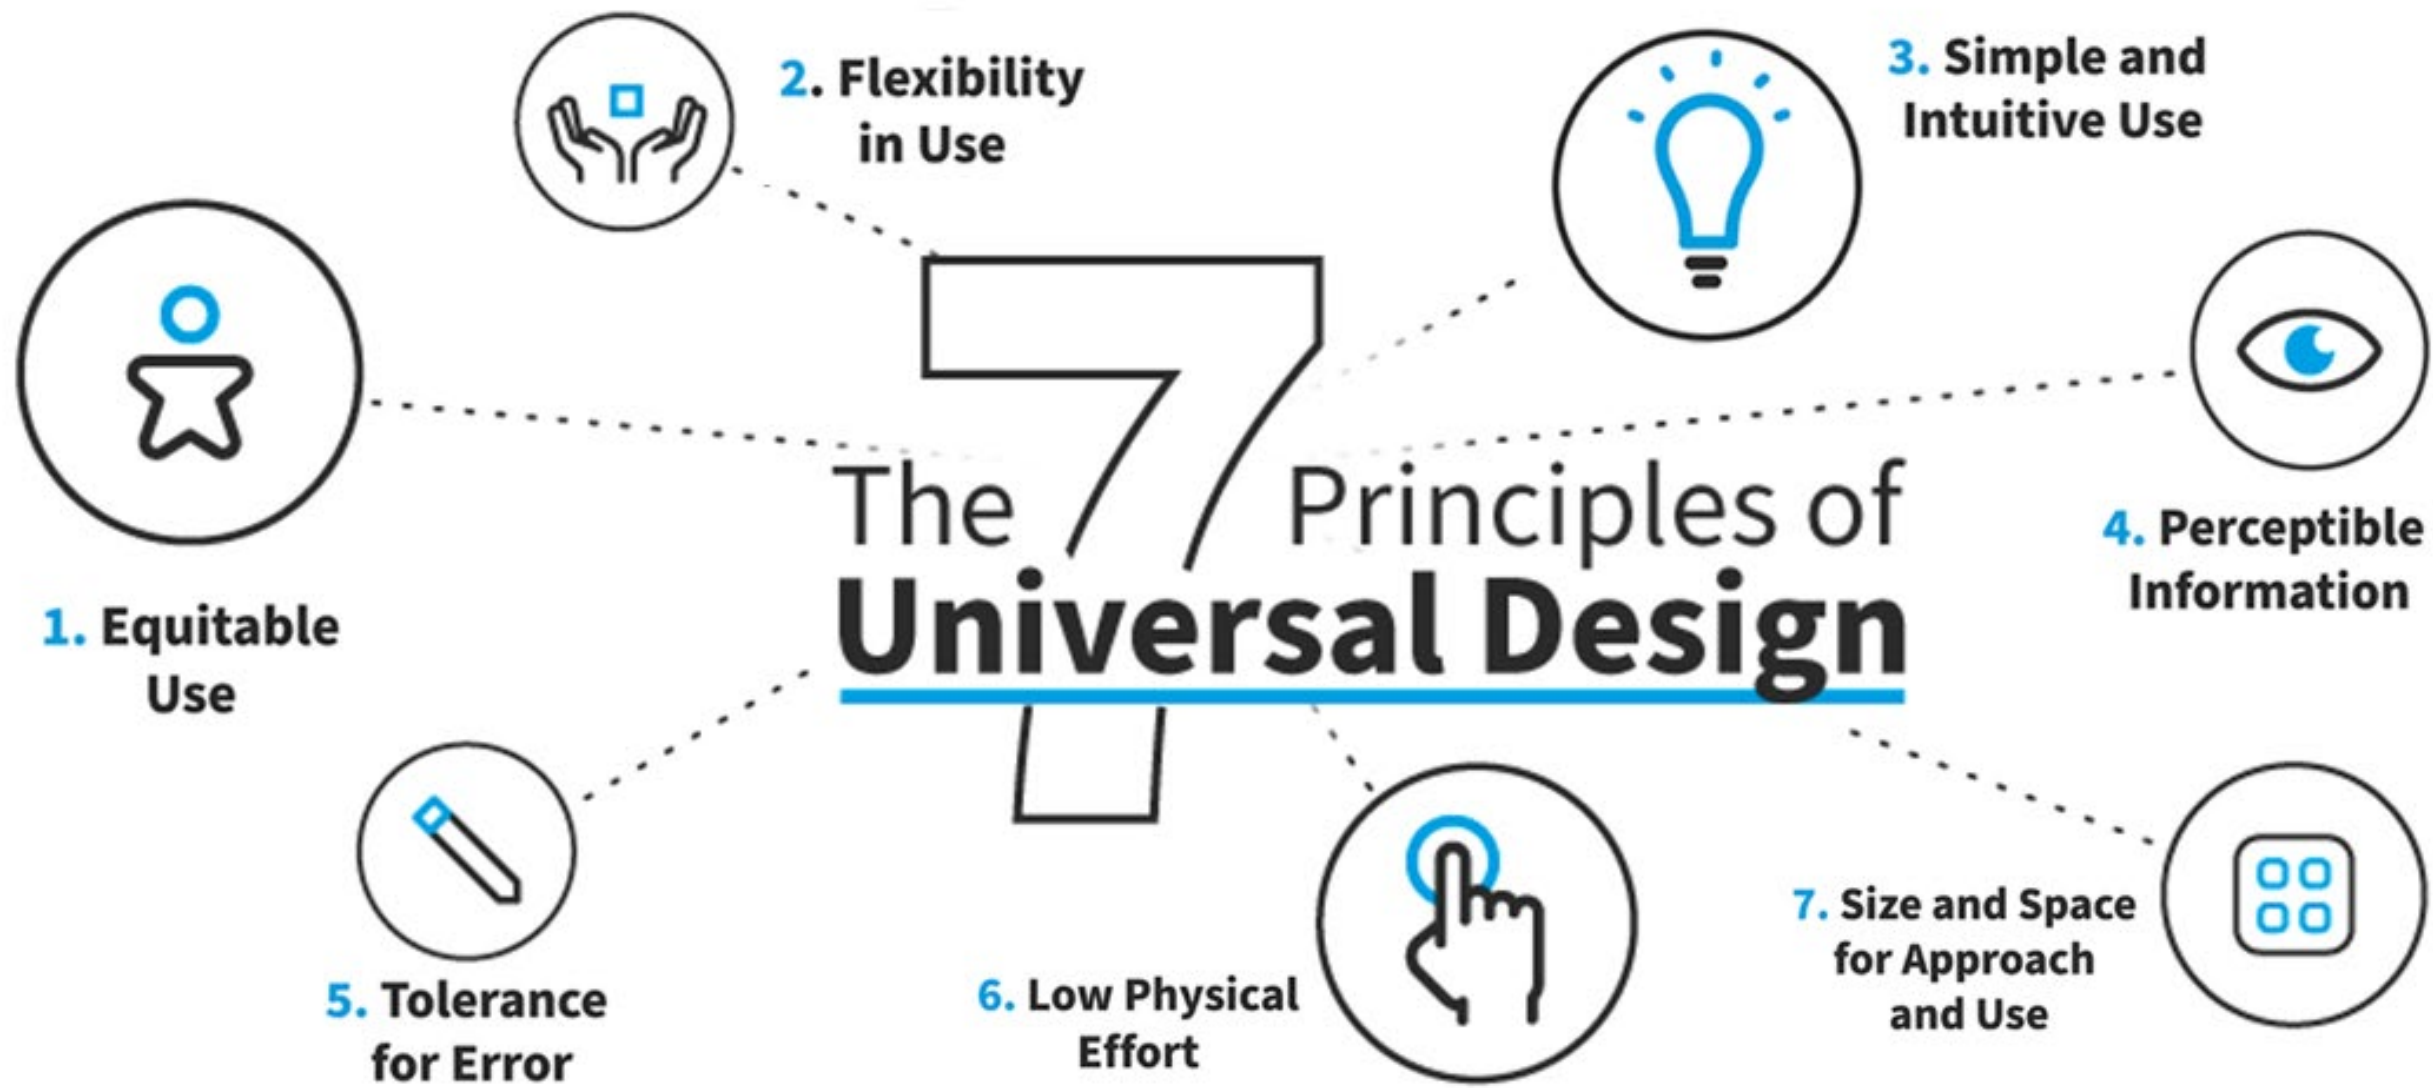 2. Flexibility
in Use
3. Simple and
Intuitive Use
1. Equitable
Use
The 7 Principles of
Universal Design
4. Perceptible
Information
5. Tolerance
for Error
6. Low Physical
Effort
7. Size and Space
for Approach
and Use